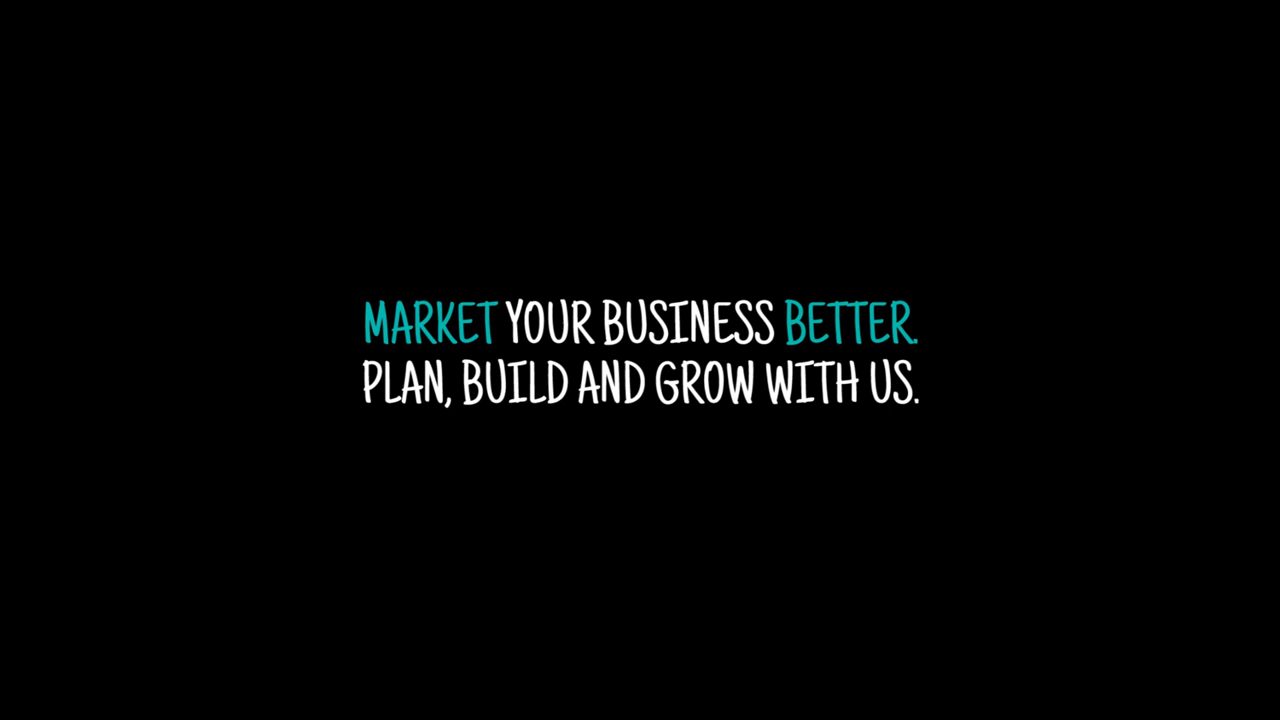 MARKET YOUR BUSINESS BETTER.
PLAN, BUILD AND GROW WITH US.